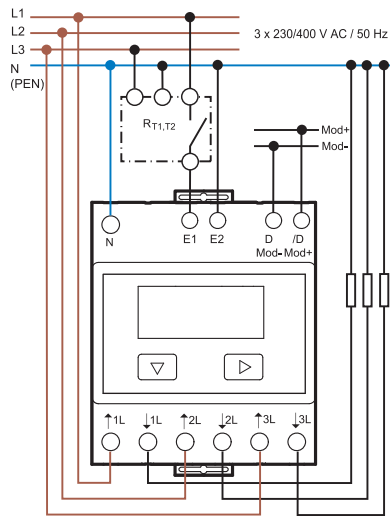 L1
L2
3 x 230/400 V AC / 50 Hz
L3
N
(PEN)
RT1,T2
Mod+
Mod-
N
E1
E2
D
/D
Mod-
Mod+
↑1L
↓1L
↑2L
↓2L
↑3L
↓3L